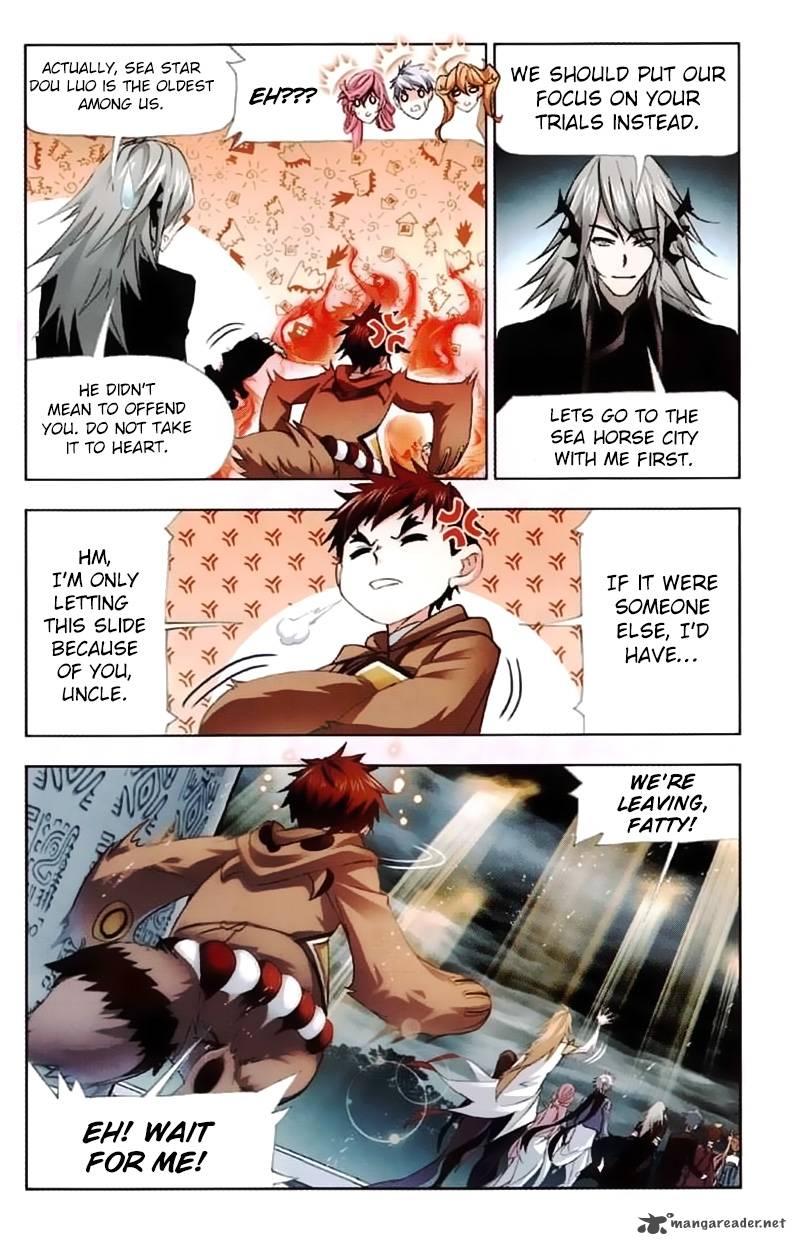 ACTUALLY, SEA STAR
DOU LUO IS THE OLDEST
AMONG US.
EH???
HE DIDN'T
MEAN TO OFFEND
YOU. DO NOT TAKE
IT TO HEART.
WE SHOULD PUT OUR
FOCUS ON YOUR
TRIALS INSTEAD.
LETS GO TO THE
SEA HORSE CITY
WITH ME FIRST.
HM,
I'M ONLY
LETTING
THIS SLIDE
BECAUSE
OF YOU,
UNCLE.
IF IT WERE
SOMEONE
ELSE, I'D
HAVE...
WE'RE
LEAVING,
FATTY!
EH! WAIT
FOR ME!
mangareader.net